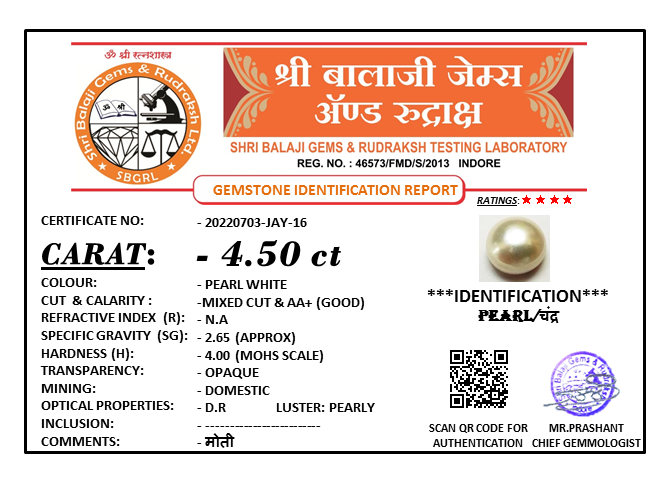 ॐ श्री रत्नशास्त्र
Shri Balaji Gems & Rudraksh Ltd.
SBGRL
श्री बालाजी जेम्स
ॲण्ड रुद्राक्ष
SHRI BALAJI GEMS & RUDRAKSH TESTING LABORATORY
REG. NO. : 46573/FMD/S/2013 INDORE
GEMSTONE IDENTIFICATION REPORT
RATINGS: ★ ★ ★ ★
CERTIFICATE NO: - 20220703-JAY-16
CARAT: - 4.50 ct
COLOUR: - PEARL WHITE
CUT & CALARITY : -MIXED CUT & AA+ (GOOD)
REFRACTIVE INDEX (R): - N.A
SPECIFIC GRAVITY (SG): - 2.65 (APPROX)
HARDNESS (H): - 4.00 (MOHS SCALE)
TRANSPARENCY: - OPAQUE
MINING: - DOMESTIC
OPTICAL PROPERTIES: - D.R LUSTER: PEARLY
INCLUSION: - -------------------------
COMMENTS: - मोती
***IDENTIFICATION***
PEARL/चंद्र
SCAN QR CODE FOR
AUTHENTICATION
Shri Balaji Gems & Rudraksh
MR.PRASHANT
CHIEF GEMMOLOGIST